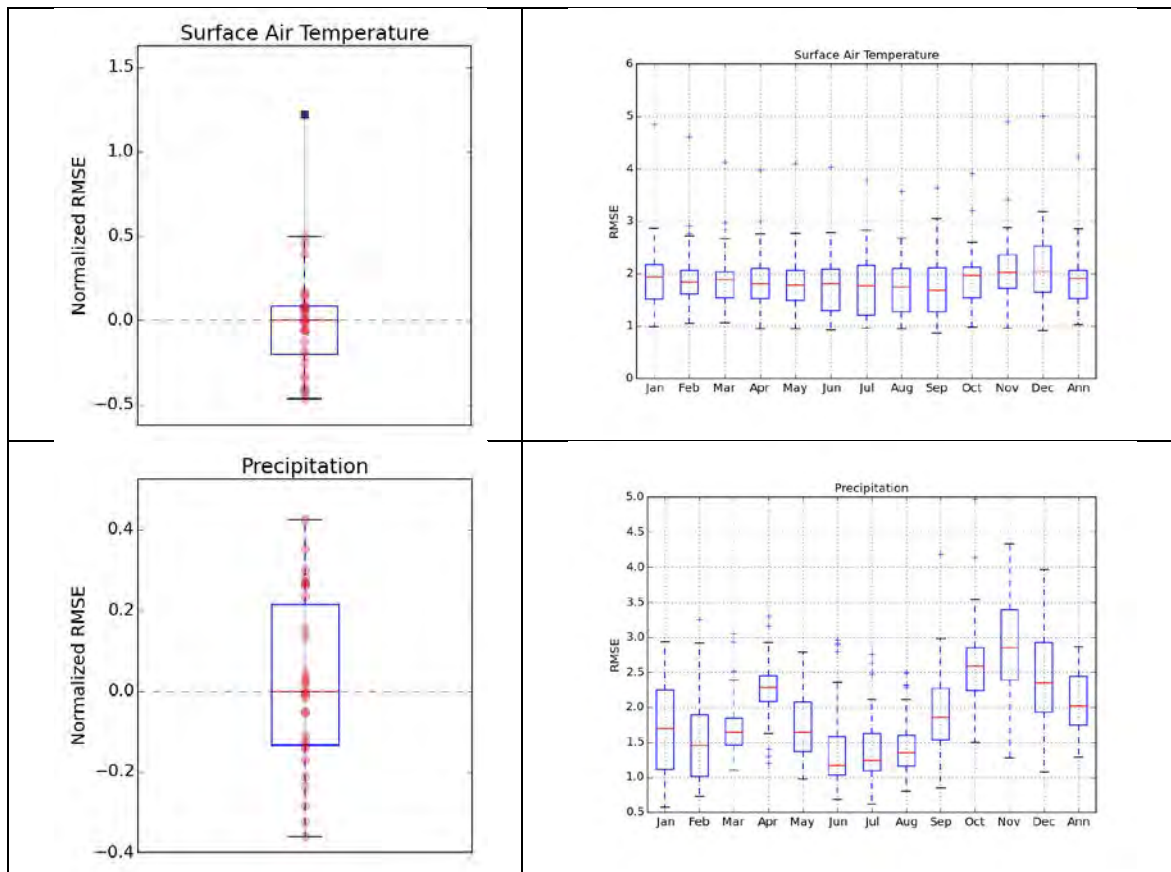 Surface Air Temperature
Normalized RMSE
1.5
1.0
0.5
0.0
−0.5
Surface Air Temperature
RMSE
6
5
4
3
2
1
0
Jan Feb Mar Apr May Jun Jul Aug Sep Oct Nov Dec Ann
Precipitation
Normalized RMSE
0.4
0.2
0.0
−0.2
−0.4
Precipitation
RMSE
5.0
4.5
4.0
3.5
3.0
2.5
2.0
1.5
1.0
0.5
Jan Feb Mar Apr May Jun Jul Aug Sep Oct Nov Dec Ann